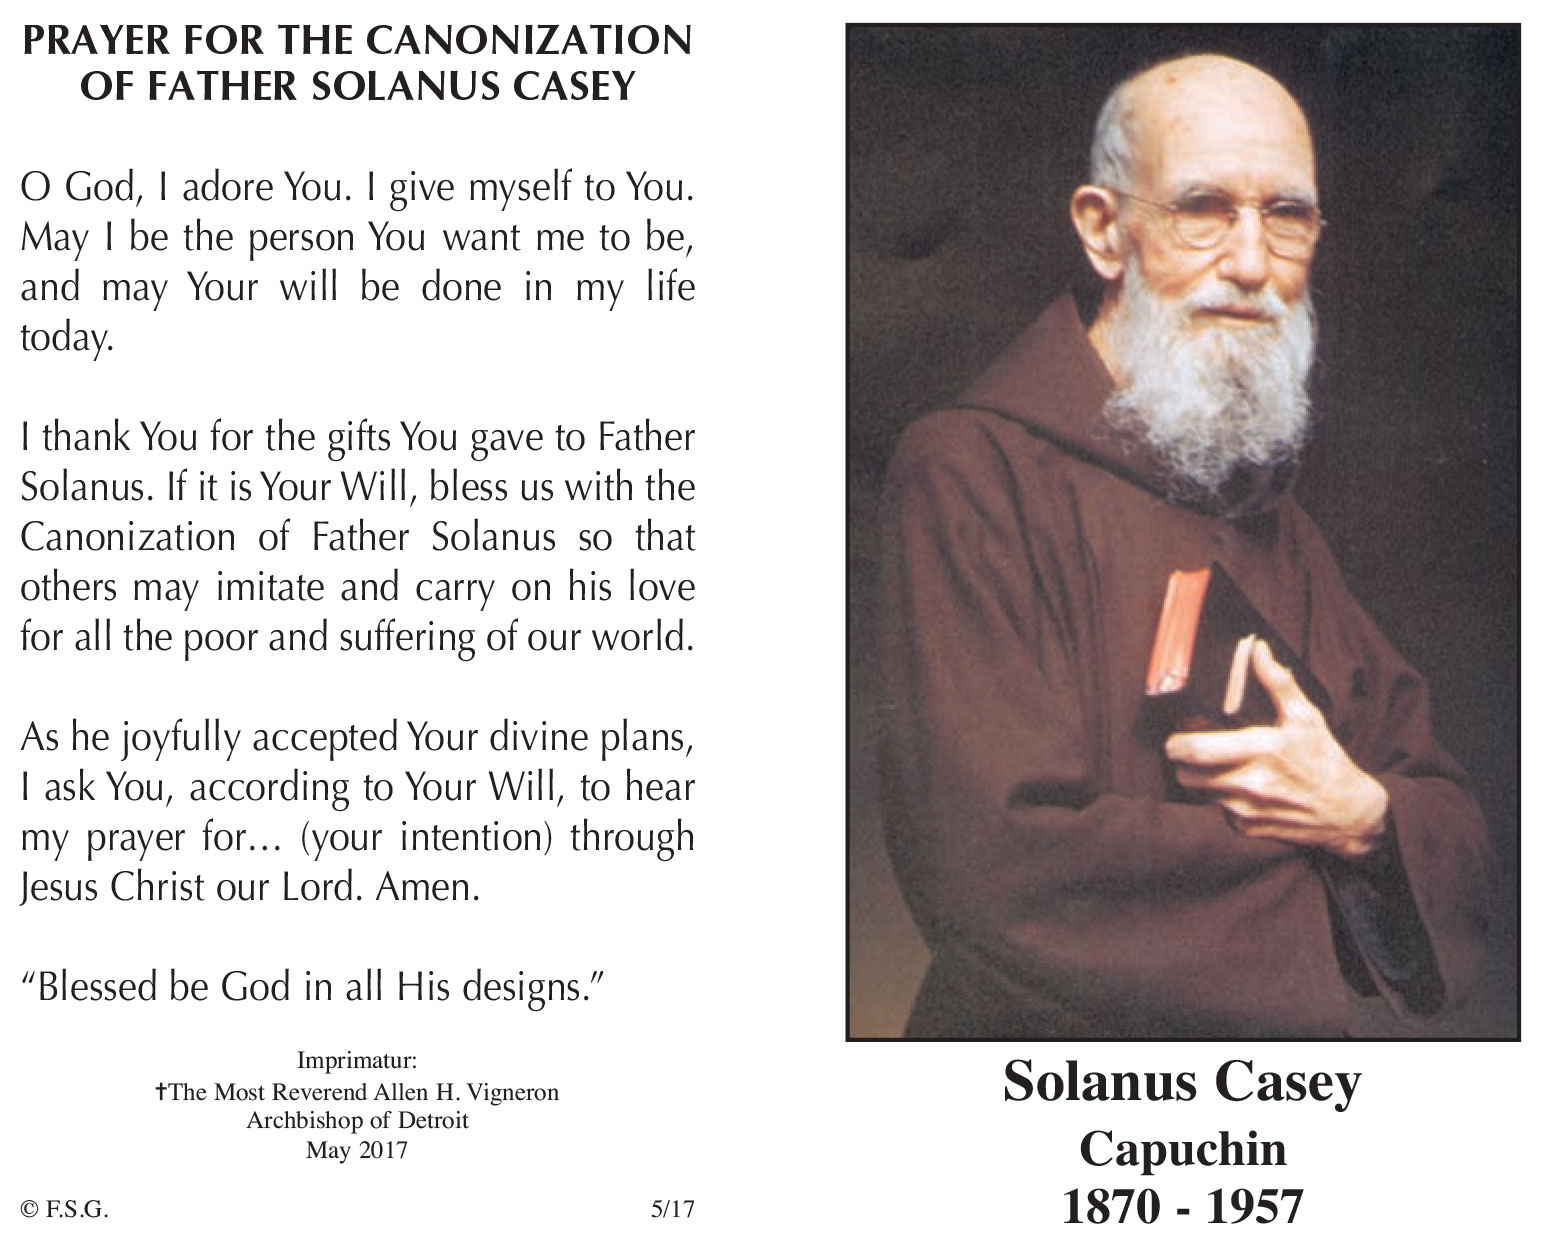 PRAYER FOR THE CANONIZATION
OF FATHER SOLANUS CASEY
O God, I adore You. I give myself to You.
May I be the person You want me to be,
and may Your will be done in my life
today.
I thank You for the gifts You gave to Father
Solanus. If it is Your Will, bless us with the
Canonization of Father Solanus so that
others may imitate and carry on his love
for all the poor and suffering of our world.
As he joyfully accepted Your divine plans,
I ask You, according to Your Will, to hear
my prayer for… (your intention) through
Jesus Christ our Lord. Amen.
“Blessed be God in all His designs.”
Imprimatur:
✝The Most Reverend Allen H. Vigneron
Archbishop of Detroit
May 2017
© F.S.G. 5/17
Solanus Casey
Capuchin
1870 - 1957